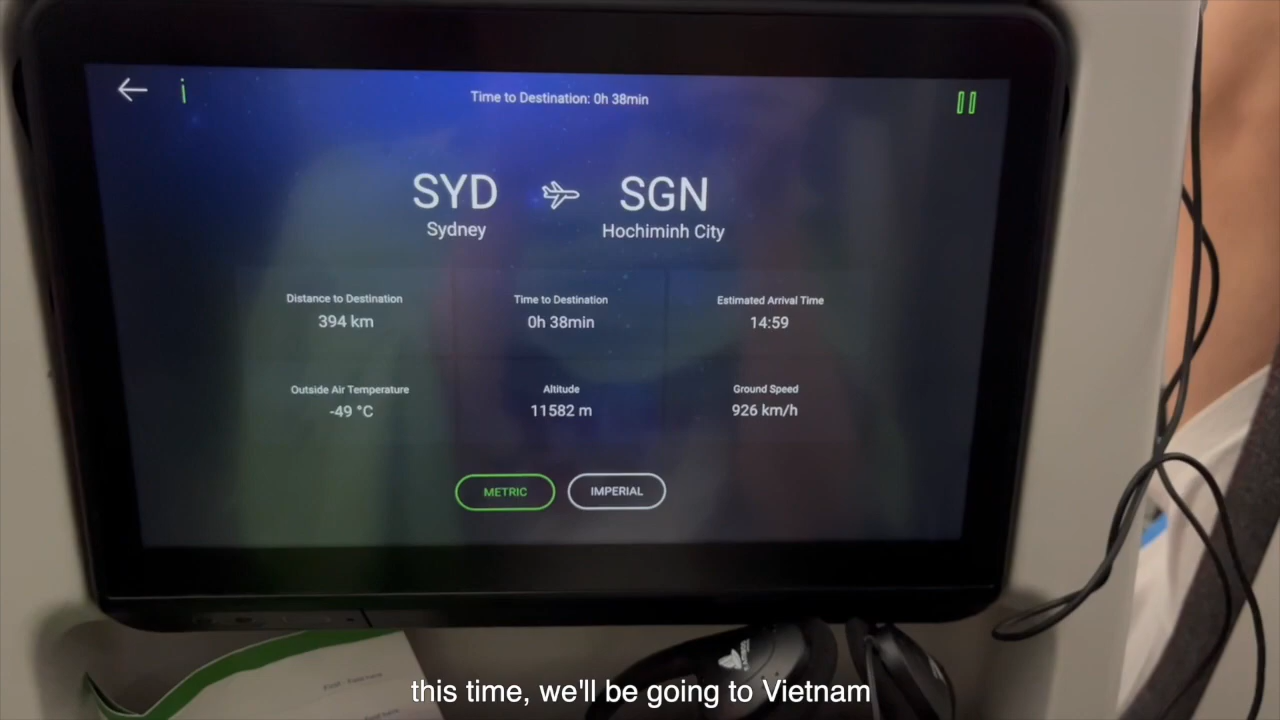 i
Time to Destination: 0h 38min
SYD
SGN
Sydney
Hochiminh City
Distance to Destination
Time to Destination
Estimated Arrival Time
394 km
0h 38min
14:59
Outside Air Temperature
Altitude
Ground Speed
-49 °C
11582 m
926 km/h
METRIC
IMPERIAL
this time, we'll be going to Vietnam